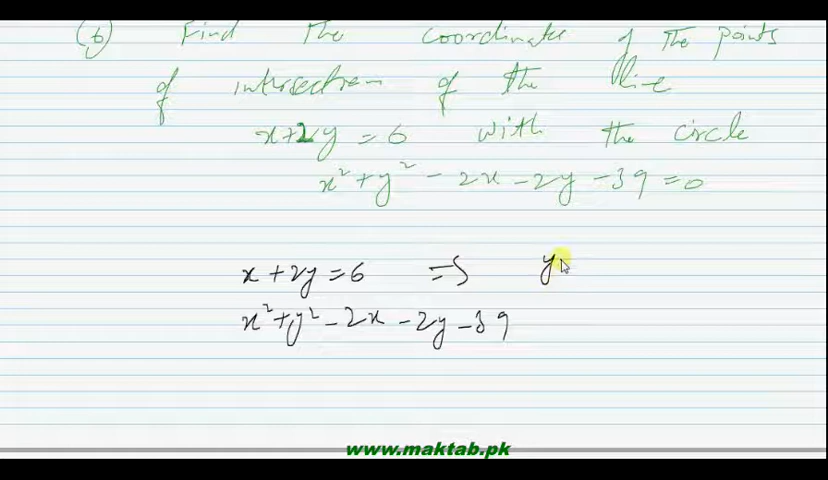 (b) Find the coordinate of the points
of intersection of the line
x+2y = 6 with the circle
x² + y² - 2x - 2y - 39 = 0
x + 2y = 6 ⇒ y
x² + y² - 2x - 2y - 39
www.maktab.pk